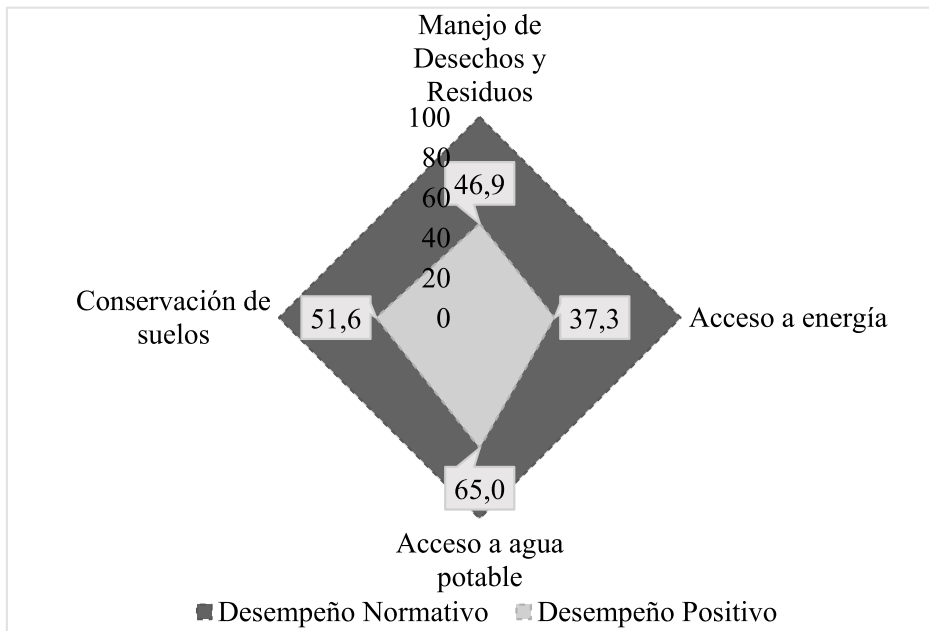 Manejo de
Desechos y
Residuos
100
80
46,9
60
40
20
0
Conservación de
suelos
51,6
37,3
Acceso a energía
65,0
Acceso a agua
potable
Desempeño Normativo
Desempeño Positivo